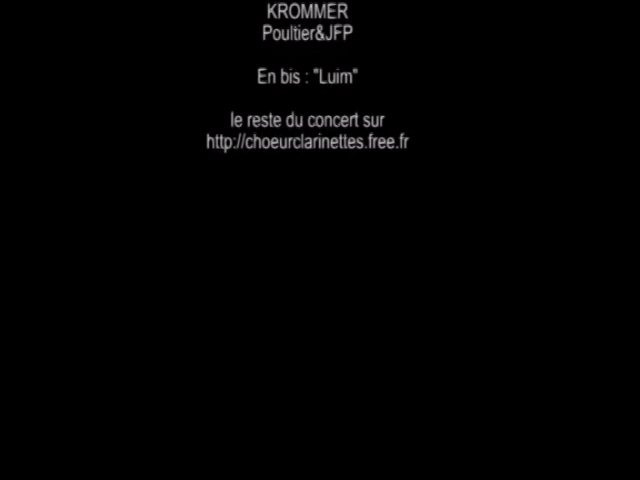 KROMMER
Poultier&JFP
En bis : "Luim"
le reste du concert sur
http://choeurclarinettes.free.fr